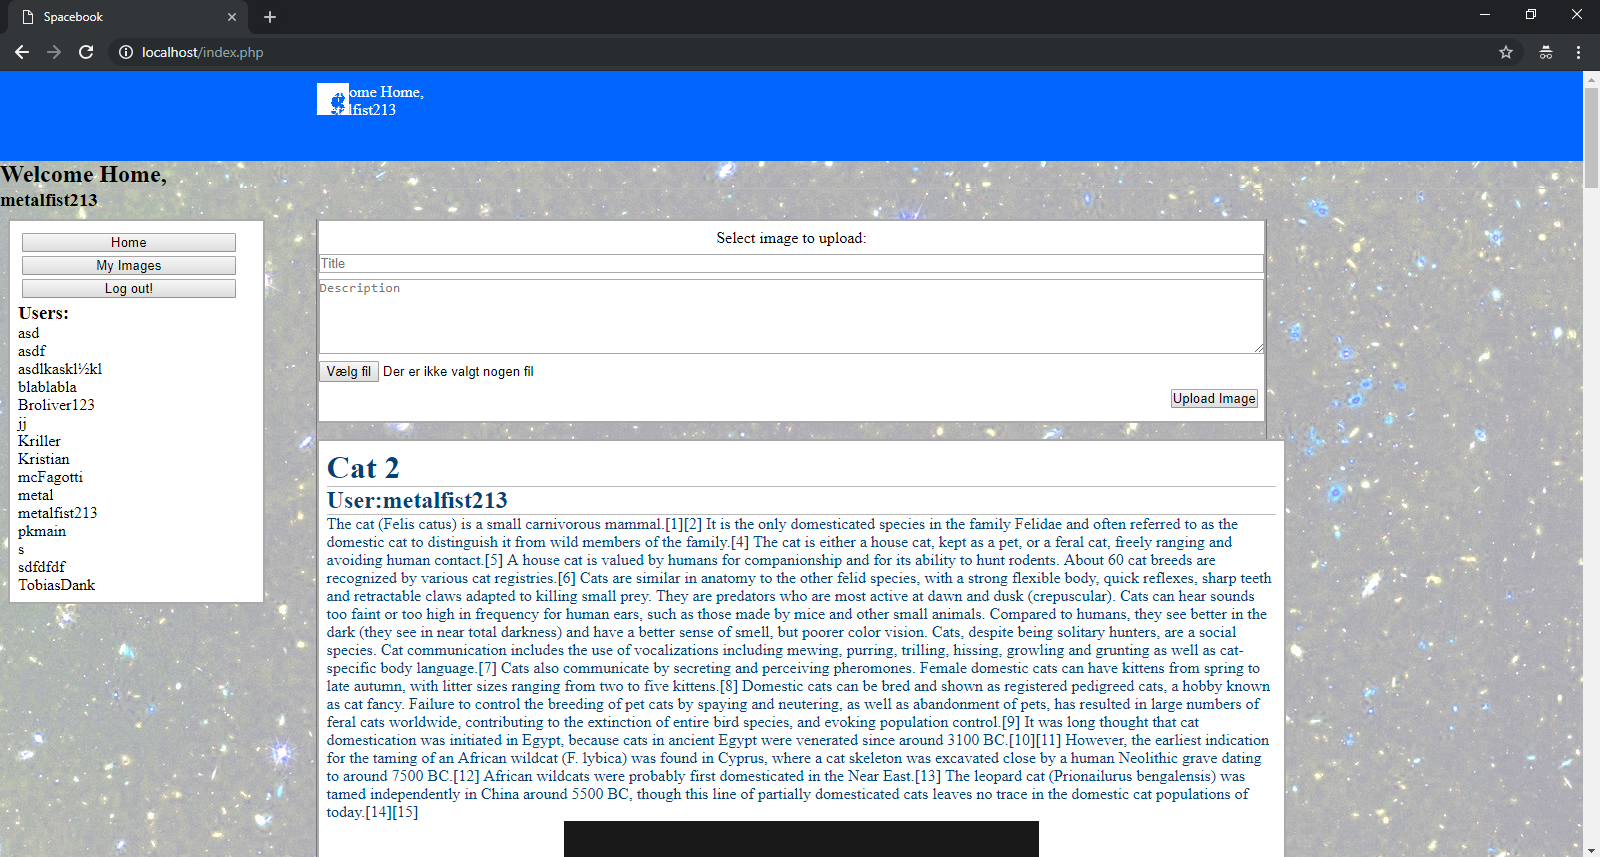 Spacebook
localhost/index.php
ome Home,
lfist213
Welcome Home,
metalfist213
Home
My Images
Log out!
Users:
asd
asdf
asdlkaskl½kl
blablabla
Broliver123
jj
Kriller
Kristian
mcFagotti
metal
metalfist213
pkmain
s
sdfdfdf
TobiasDank
Select image to upload:
Title
Description
Vælg fil Der er ikke valgt nogen fil
Upload Image
Cat 2
User:metalfist213
The cat (Felis catus) is a small carnivorous mammal.[1][2] It is the only domesticated species in the family Felidae and often referred to as the
domestic cat to distinguish it from wild members of the family.[4] The cat is either a house cat, kept as a pet, or a feral cat, freely ranging and
avoiding human contact.[5] A house cat is valued by humans for companionship and for its ability to hunt rodents. About 60 cat breeds are
recognized by various cat registries.[6] Cats are similar in anatomy to the other felid species, with a strong flexible body, quick reflexes, sharp teeth
and retractable claws adapted to killing small prey. They are predators who are most active at dawn and dusk (crepuscular). Cats can hear sounds
too faint or too high in frequency for human ears, such as those made by mice and other small animals. Compared to humans, they see better in the
dark (they see in near total darkness) and have a better sense of smell, but poorer color vision. Cats, despite being solitary hunters, are a social
species. Cat communication includes the use of vocalizations including mewing, purring, trilling, hissing, growling and grunting as well as cat-
specific body language.[7] Cats also communicate by secreting and perceiving pheromones. Female domestic cats can have kittens from spring to
late autumn, with litter sizes ranging from two to five kittens.[8] Domestic cats can be bred and shown as registered pedigreed cats, a hobby known
as cat fancy. Failure to control the breeding of pet cats by spaying and neutering, as well as abandonment of pets, has resulted in large numbers of
feral cats worldwide, contributing to the extinction of entire bird species, and evoking population control.[9] It was long thought that cat
domestication was initiated in Egypt, because cats in ancient Egypt were venerated since around 3100 BC.[10][11] However, the earliest indication
for the taming of an African wildcat (F. lybica) was found in Cyprus, where a cat skeleton was excavated close by a human Neolithic grave dating
to around 7500 BC.[12] African wildcats were probably first domesticated in the Near East.[13] The leopard cat (Prionailurus bengalensis) was
tamed independently in China around 5500 BC, though this line of partially domesticated cats leaves no trace in the domestic cat populations of
today.[14][15]